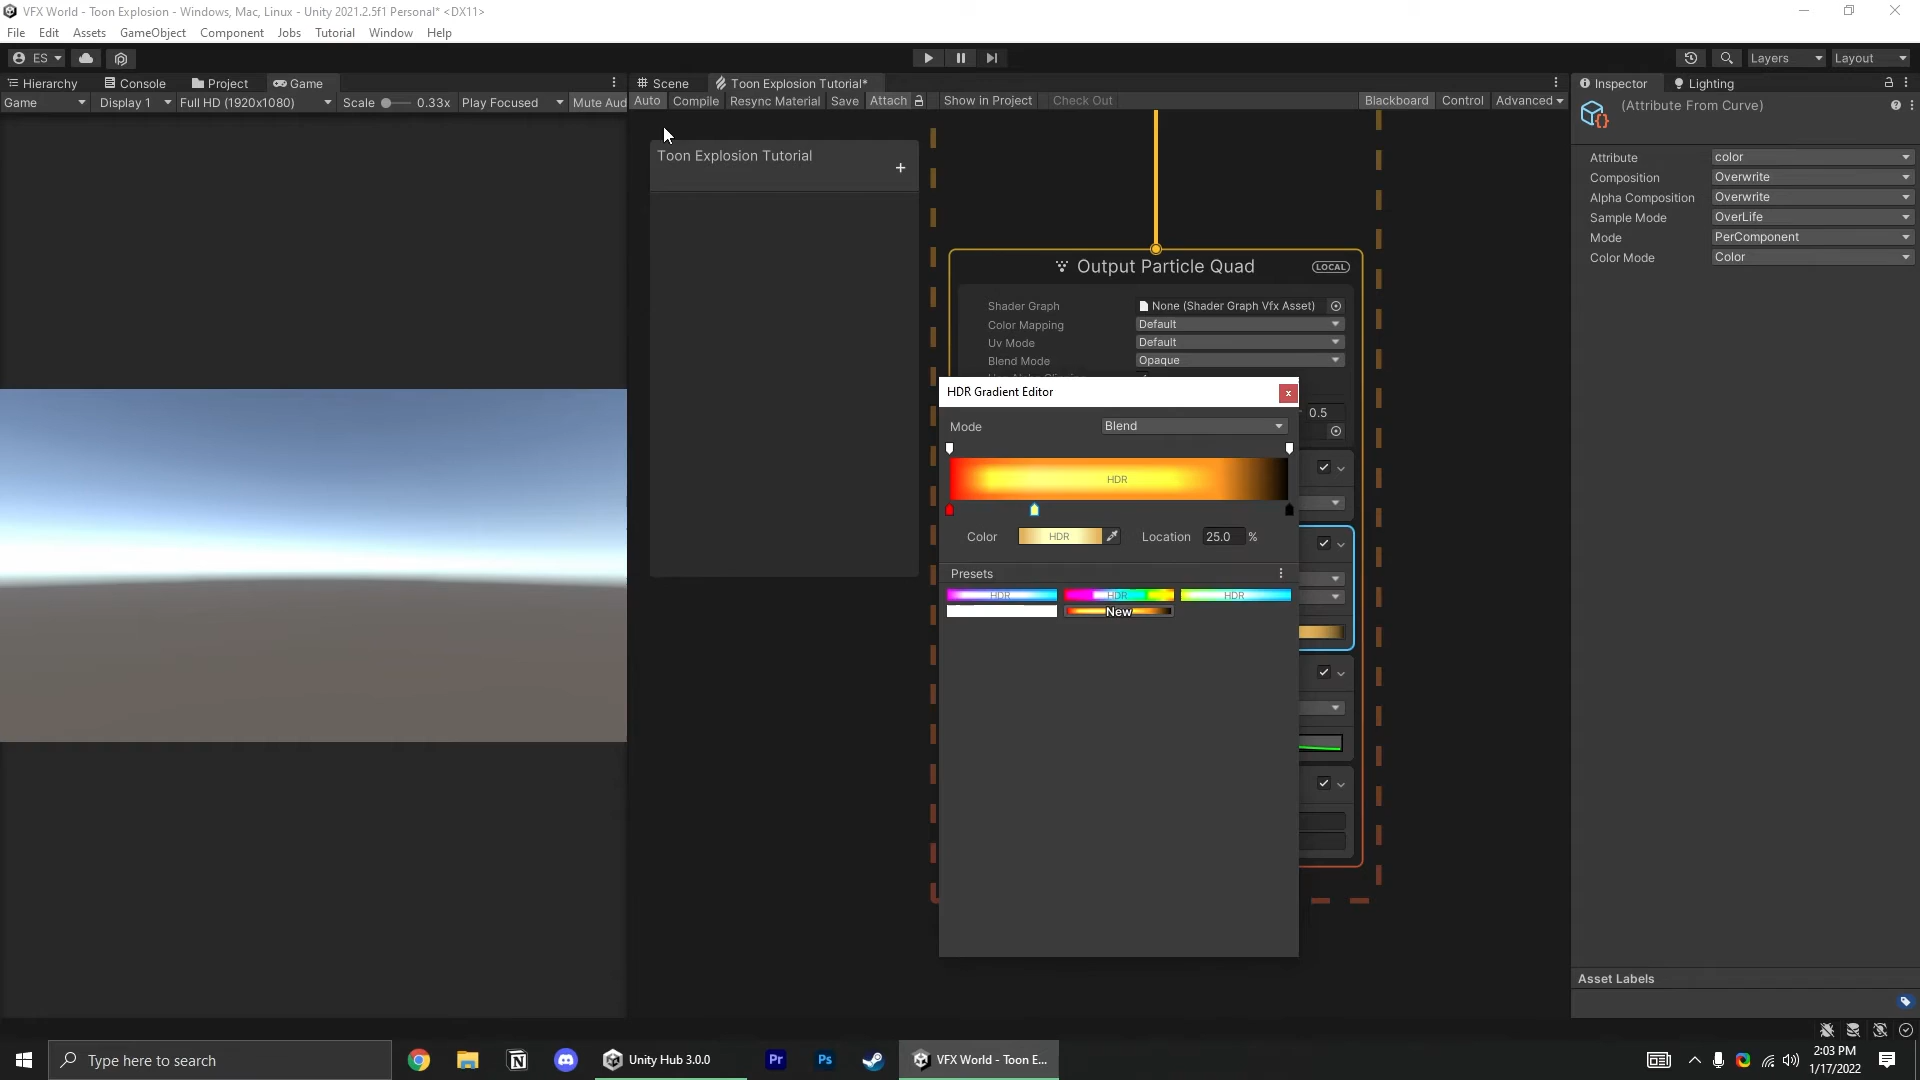 VFX World - Toon Explosion - Windows, Mac, Linux - Unity 2021.2.5f1 Personal* <DX11>
File Edit Assets GameObject Component Jobs Tutorial Window Help
ES Layers Layout
Hierarchy Console Project Game Scene Toon Explosion Tutorial* Inspector Lighting
Game Display 1 Full HD (1920x1080) Scale 0.33x Play Focused Mute Aud Auto Compile Resync Material Save Attach Show in Project Check Out Blackboard Control Advanced
(Attribute From Curve)
Toon Explosion Tutorial +
Attribute color
Composition Overwrite
Alpha Composition Overwrite
Sample Mode OverLife
Mode PerComponent
Color Mode Color
Output Particle Quad LOCAL
Shader Graph None (Shader Graph Vfx Asset)
Color Mapping Default
Uv Mode Default
Blend Mode Opaque
HDR Gradient Editor x
0.5
Mode Blend
HDR
Color HDR Location 25.0 %
Presets
HDR HDR HDR
New
Asset Labels
Type here to search Unity Hub 3.0.0 Pr Ps VFX World - Toon E... 2:03 PM
1/17/2022